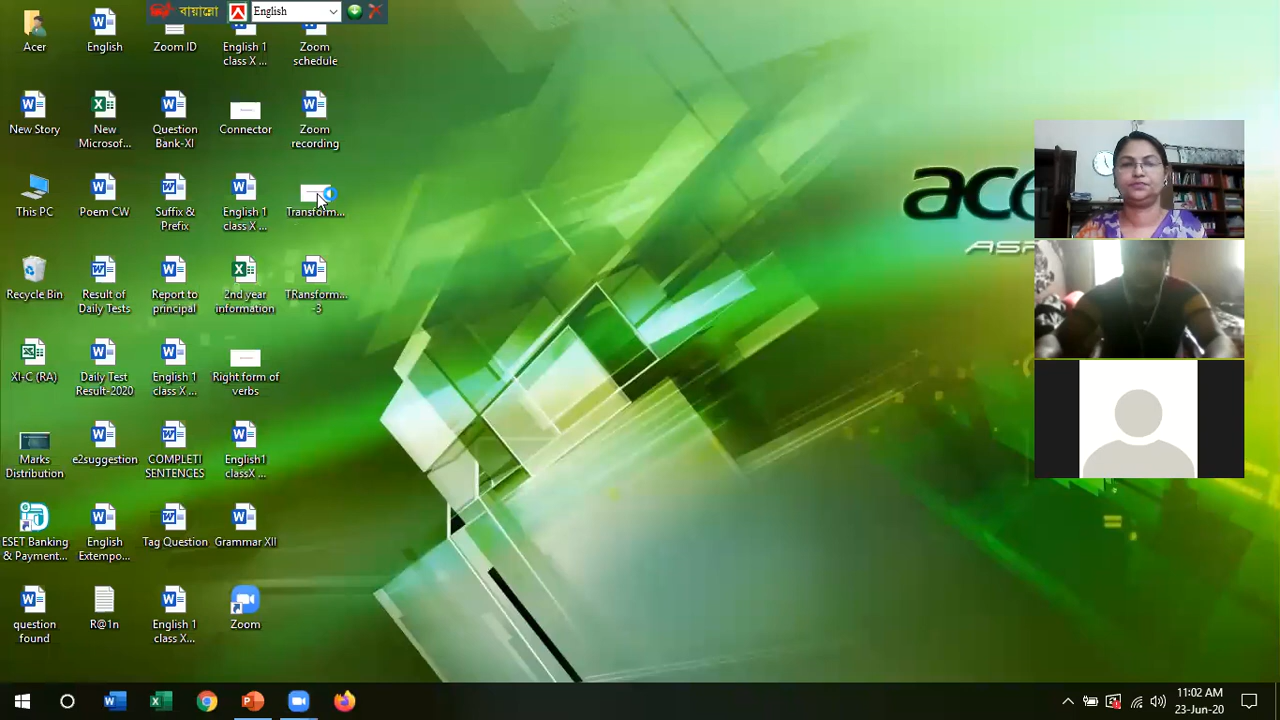 বায়ান্নো English
Acer English Zoom ID English 1 class X ... Zoom schedule
New Story New Microsof... Question Bank-XI Connector Zoom recording
This PC Poem CW Suffix & Prefix English 1 class X ... Transform...
Recycle Bin Result of Daily Tests Report to principal 2nd year information TRansform... -3
XI-C (RA) Daily Test Result-2020 English 1 class X ... Right form of verbs
Marks Distribution e2suggestion COMPLETI SENTENCES English1 classX ...
ESET Banking & Payment... English Extempo... Tag Question Grammar XII
question found R@1n English 1 class X... Zoom
ace
ASP
11:02 AM
23-Jun-20